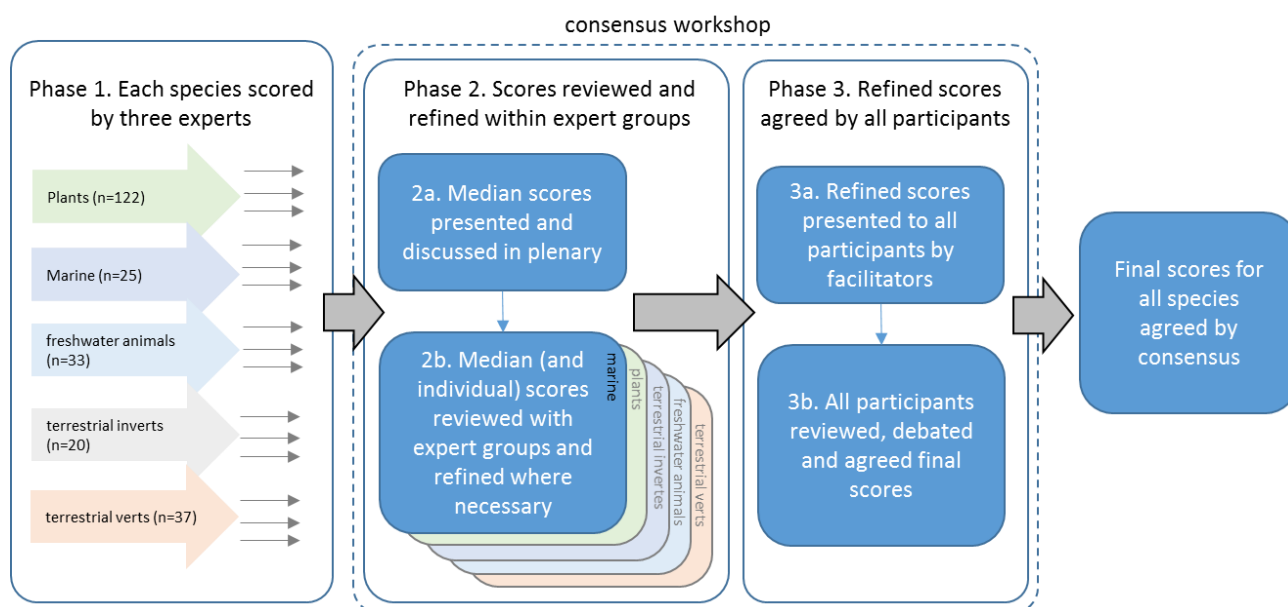 consensus workshop
Phase 1. Each species scored
by three experts
Plants (n=122)
Marine (n=25)
freshwater animals
(n=33)
terrestrial inverts
(n=20)
terrestrial verts (n=37)
Phase 2. Scores reviewed and
refined within expert groups
2a. Median scores
presented and
discussed in plenary
2b. Median (and
individual) scores
reviewed with
expert groups and
refined where
necessary
marine
plants
terrestrial invertes
freshwater animals
terrestrial verts
Phase 3. Refined scores
agreed by all participants
3a. Refined scores
presented to all
participants by
facilitators
3b. All participants
reviewed, debated
and agreed final
scores
Final scores for
all species
agreed by
consensus